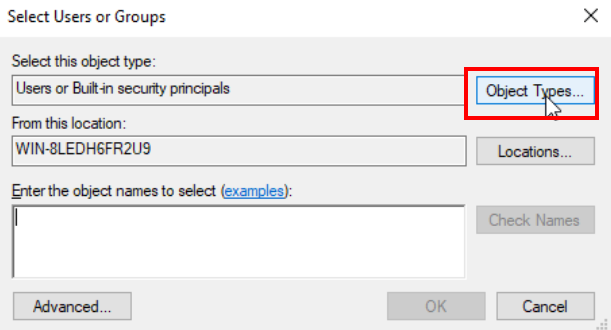 Select Users or Groups
Select this object type:
Users or Built-in security principals
Object Types...
From this location:
WIN-8LEDH6FR2U9
Locations...
Enter the object names to select (examples):
Check Names
Advanced...
OK
Cancel